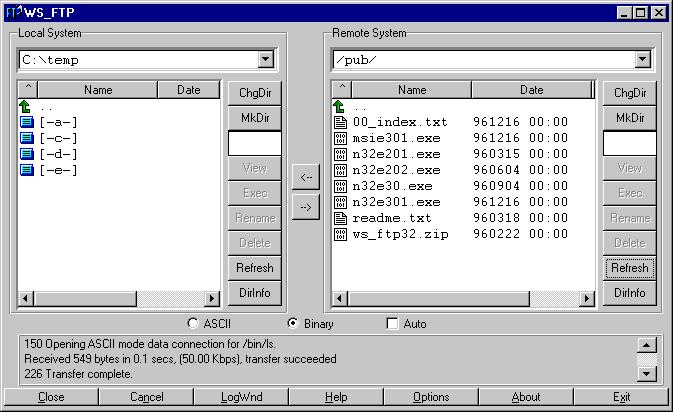 WS_FTP
Local System
C:\temp
^ Name Date
..
[-a-]
[-c-]
[-d-]
[-e-]
ChgDir
MkDir
View
Exec
Rename
Delete
Refresh
DirInfo
<--
-->
Remote System
/pub/
^ Name Date
..
00_index.txt 961216 00:00
msie301.exe 961216 00:00
n32e201.exe 960315 00:00
n32e202.exe 960604 00:00
n32e30.exe 960904 00:00
n32e301.exe 961216 00:00
readme.txt 960318 00:00
ws_ftp32.zip 960222 00:00
ChgDir
MkDir
View
Exec
Rename
Delete
Refresh
DirInfo
ASCII Binary Auto
150 Opening ASCII mode data connection for /bin/ls.
Received 549 bytes in 0.1 secs, (50.00 Kbps), transfer succeeded
226 Transfer complete.
Close Cancel LogWnd Help Options About Exit